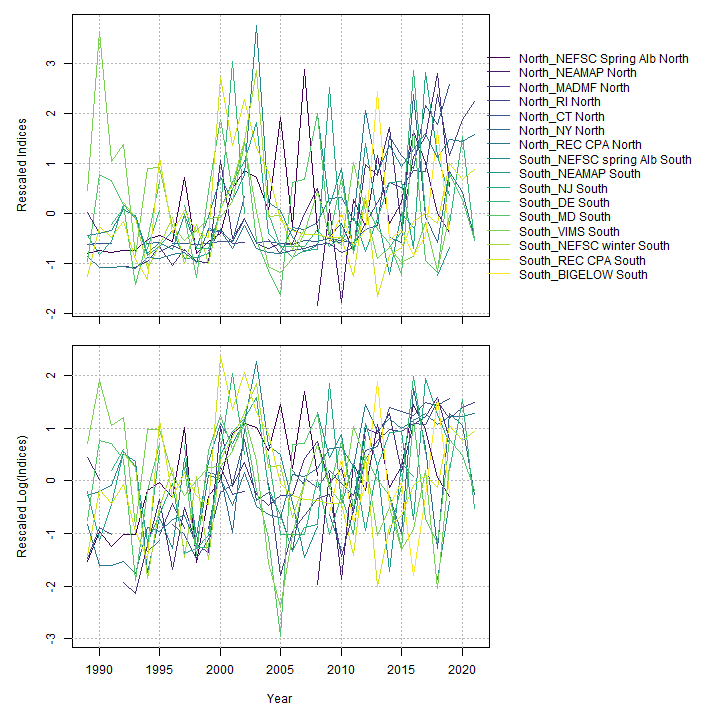 Rescaled Indices
3
2
1
0
-1
-2
North_NEFSC Spring Alb North
North_NEAMAP North
North_MADMF North
North_RI North
North_CT North
North_NY North
North_REC CPA North
South_NEFSC spring Alb South
South_NEAMAP South
South_NJ South
South_DE South
South_MD South
South_VIMS South
South_NEFSC winter South
South_REC CPA South
South_BIGELOW South
Rescaled Log(Indices)
2
1
0
-1
-2
-3
1990 1995 2000 2005 2010 2015 2020
Year